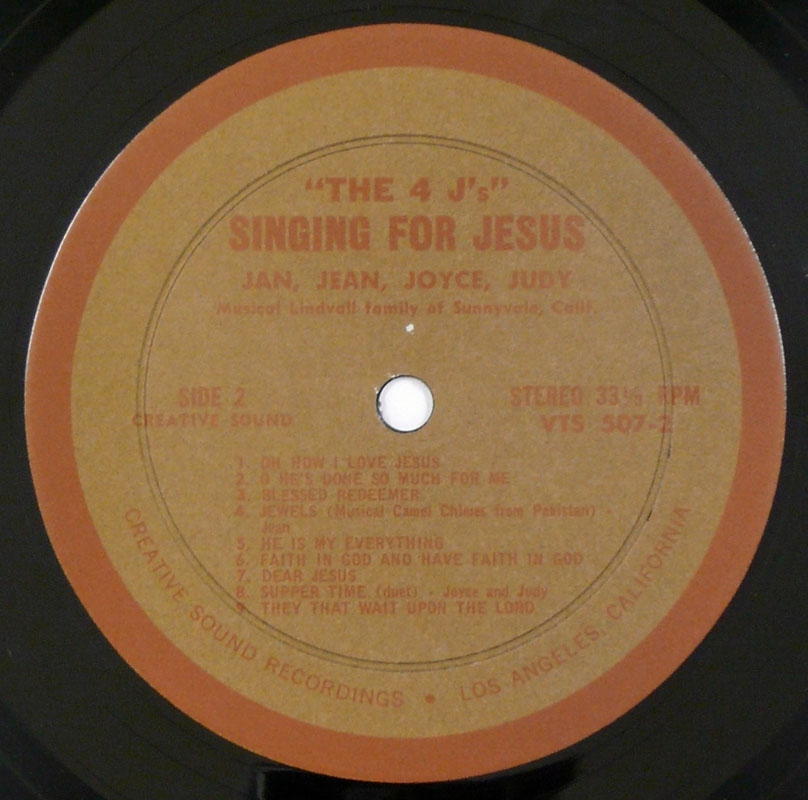 "THE 4 J's"
SINGING FOR JESUS
JAN, JEAN, JOYCE, JUDY
Musical Lindvall family of Sunnyvale, Calif.
SIDE 2
CREATIVE SOUND
STEREO 33⅓ RPM
VTS 507-2
1. OH HOW I LOVE JESUS
2. O HE'S DONE SO MUCH FOR ME
3. BLESSED REDEEMER
4. JEWELS (Musical Camel Chimes from Pakistan) -
Jean
5. HE IS MY EVERYTHING
6. FAITH IN GOD AND HAVE FAITH IN GOD
7. DEAR JESUS
8. SUPPER TIME (duet) - Joyce and Judy
9. THEY THAT WAIT UPON THE LORD
CREATIVE SOUND RECORDINGS • LOS ANGELES, CALIFORNIA